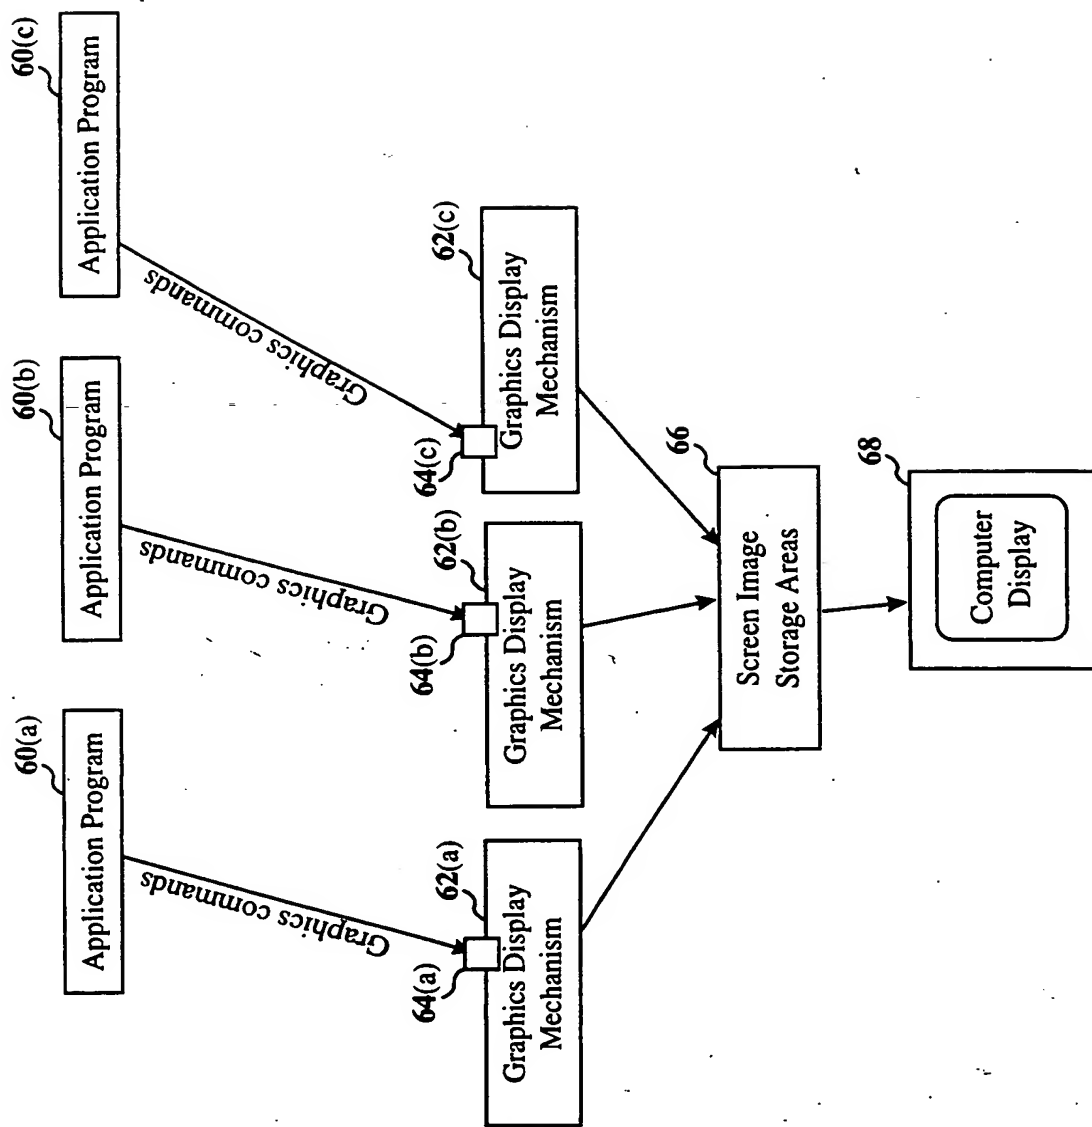 60(a)
Application Program
60(b)
Application Program
60(c)
Application Program
Graphics commands
Graphics commands
Graphics commands
64(a)
62(a)
Graphics Display
Mechanism
64(b)
62(b)
Graphics Display
Mechanism
64(c)
62(c)
Graphics Display
Mechanism
66
Screen Image
Storage Areas
68
Computer
Display